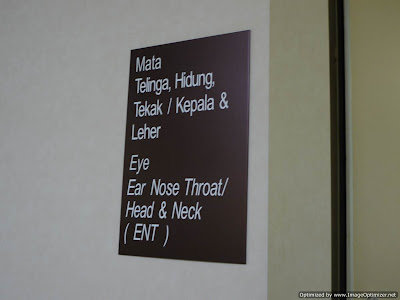 Mata
Telinga, Hidung,
Tekak / Kepala &
Leher
Eye
Ear Nose Throat/
Head & Neck
( ENT )
Optimized by www.ImageOptimizer.net